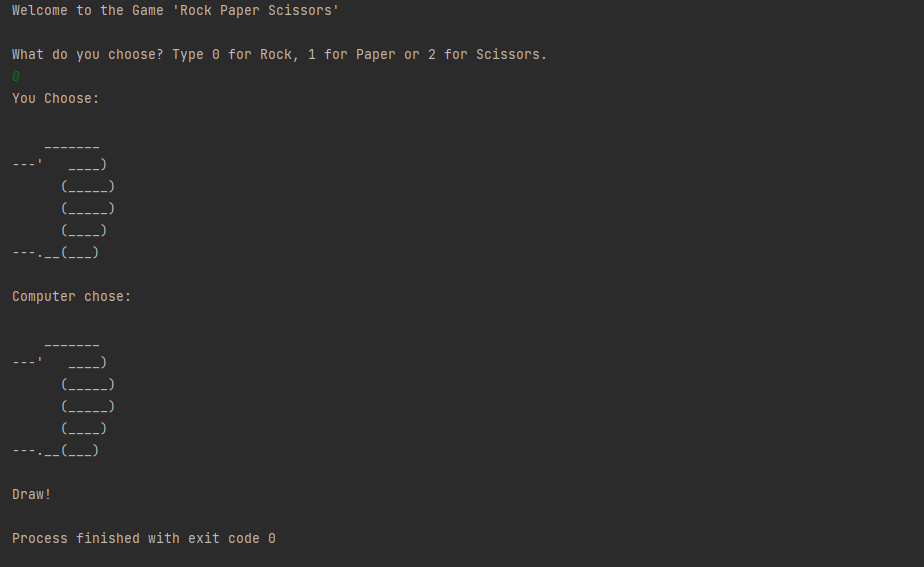 Welcome to the Game 'Rock Paper Scissors'

What do you choose? Type 0 for Rock, 1 for Paper or 2 for Scissors.
0
You Choose:

    _______
---'   ____)
      (_____)
      (_____)
      (____)
---.__(___)

Computer chose:

    _______
---'   ____)
      (_____)
      (_____)
      (____)
---.__(___)

Draw!

Process finished with exit code 0